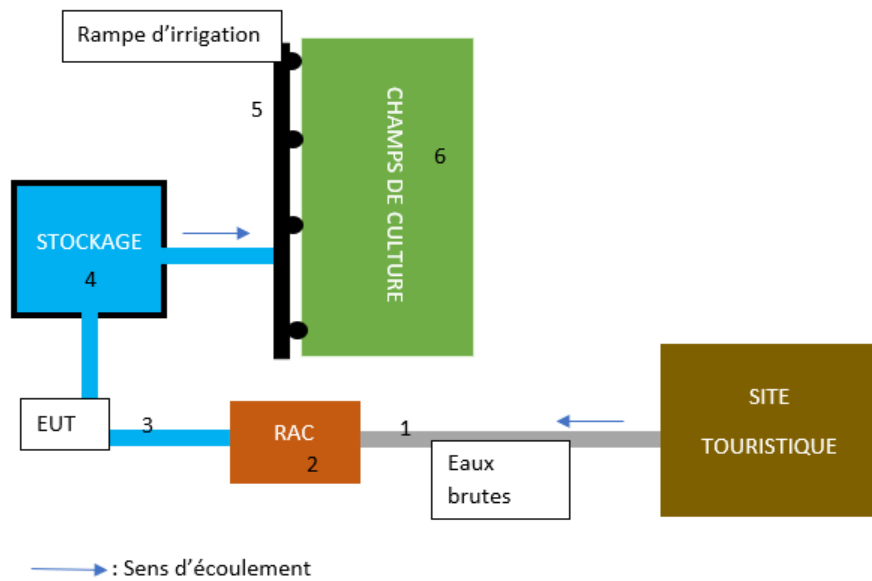 Rampe d'irrigation
5
CHAMPS DE CULTURE
6
STOCKAGE
4
EUT
3
RAC
2
1
Eaux
brutes
SITE
TOURISTIQUE
: Sens d'écoulement